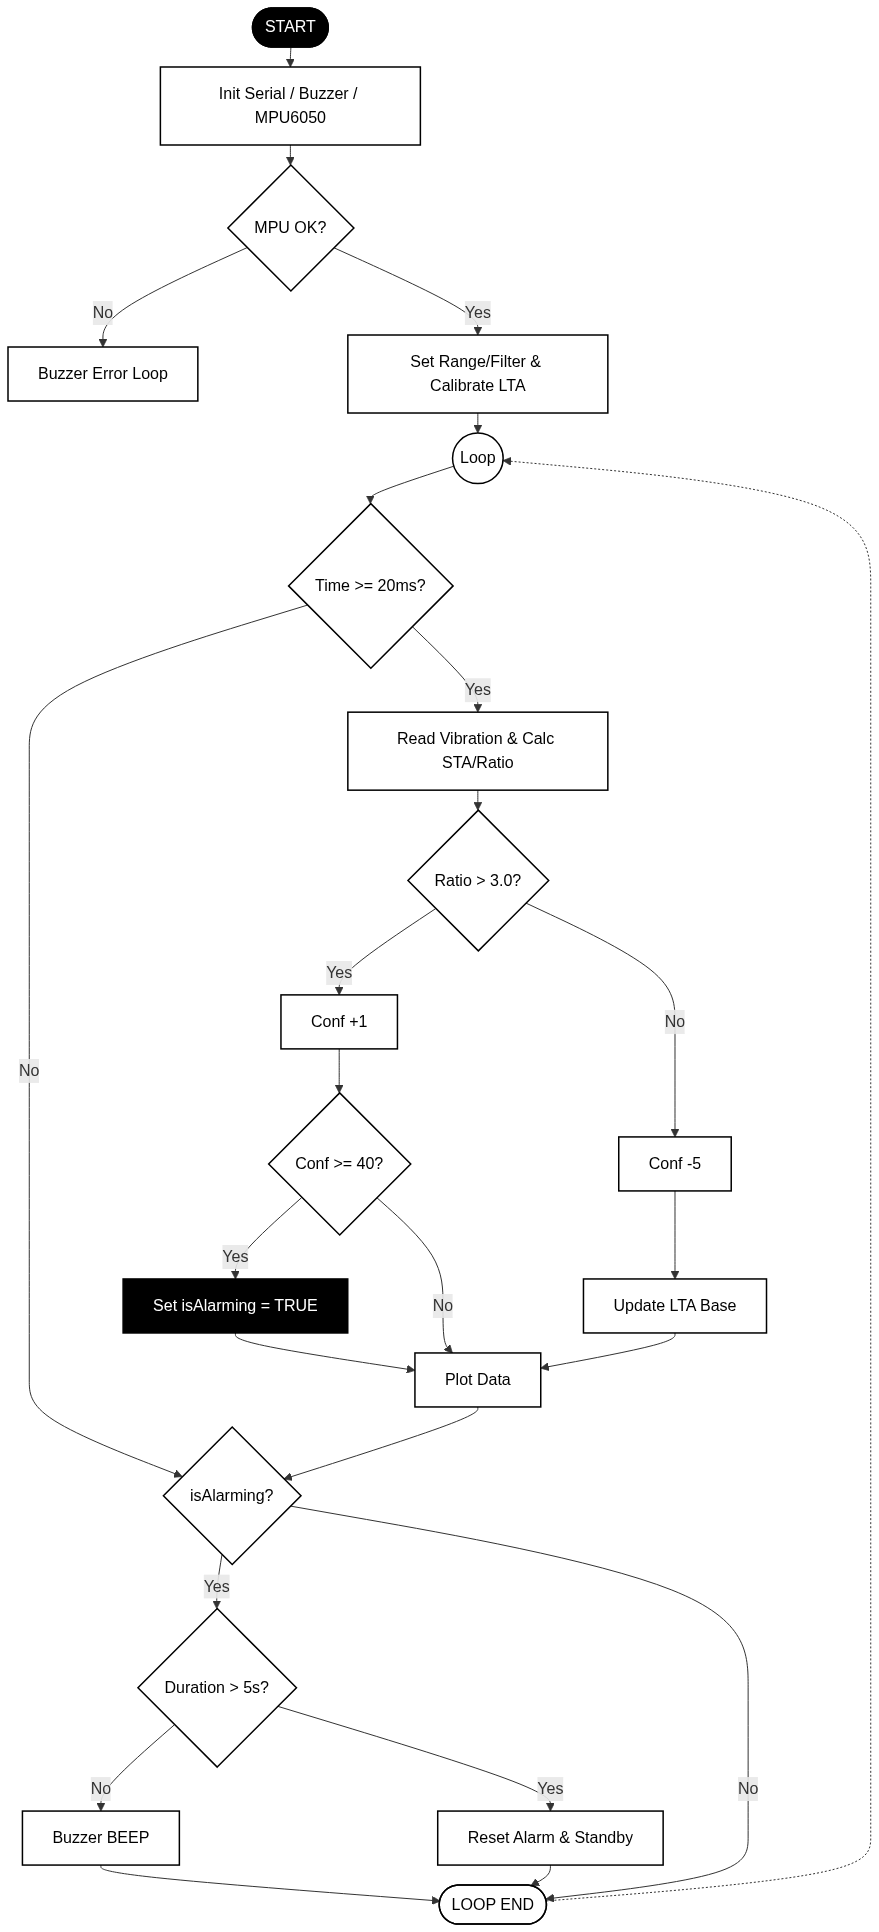 START
Init Serial / Buzzer /
MPU6050
MPU OK?
No
Yes
Buzzer Error Loop
Set Range/Filter &
Calibrate LTA
Loop
Time >= 20ms?
Yes
Read Vibration & Calc
STA/Ratio
Ratio > 3.0?
Yes
Conf +1
No
No
Conf >= 40?
Conf -5
Yes
Set isAlarming = TRUE
No
Update LTA Base
Plot Data
isAlarming?
Yes
Duration > 5s?
No
Yes
No
Buzzer BEEP
Reset Alarm & Standby
LOOP END